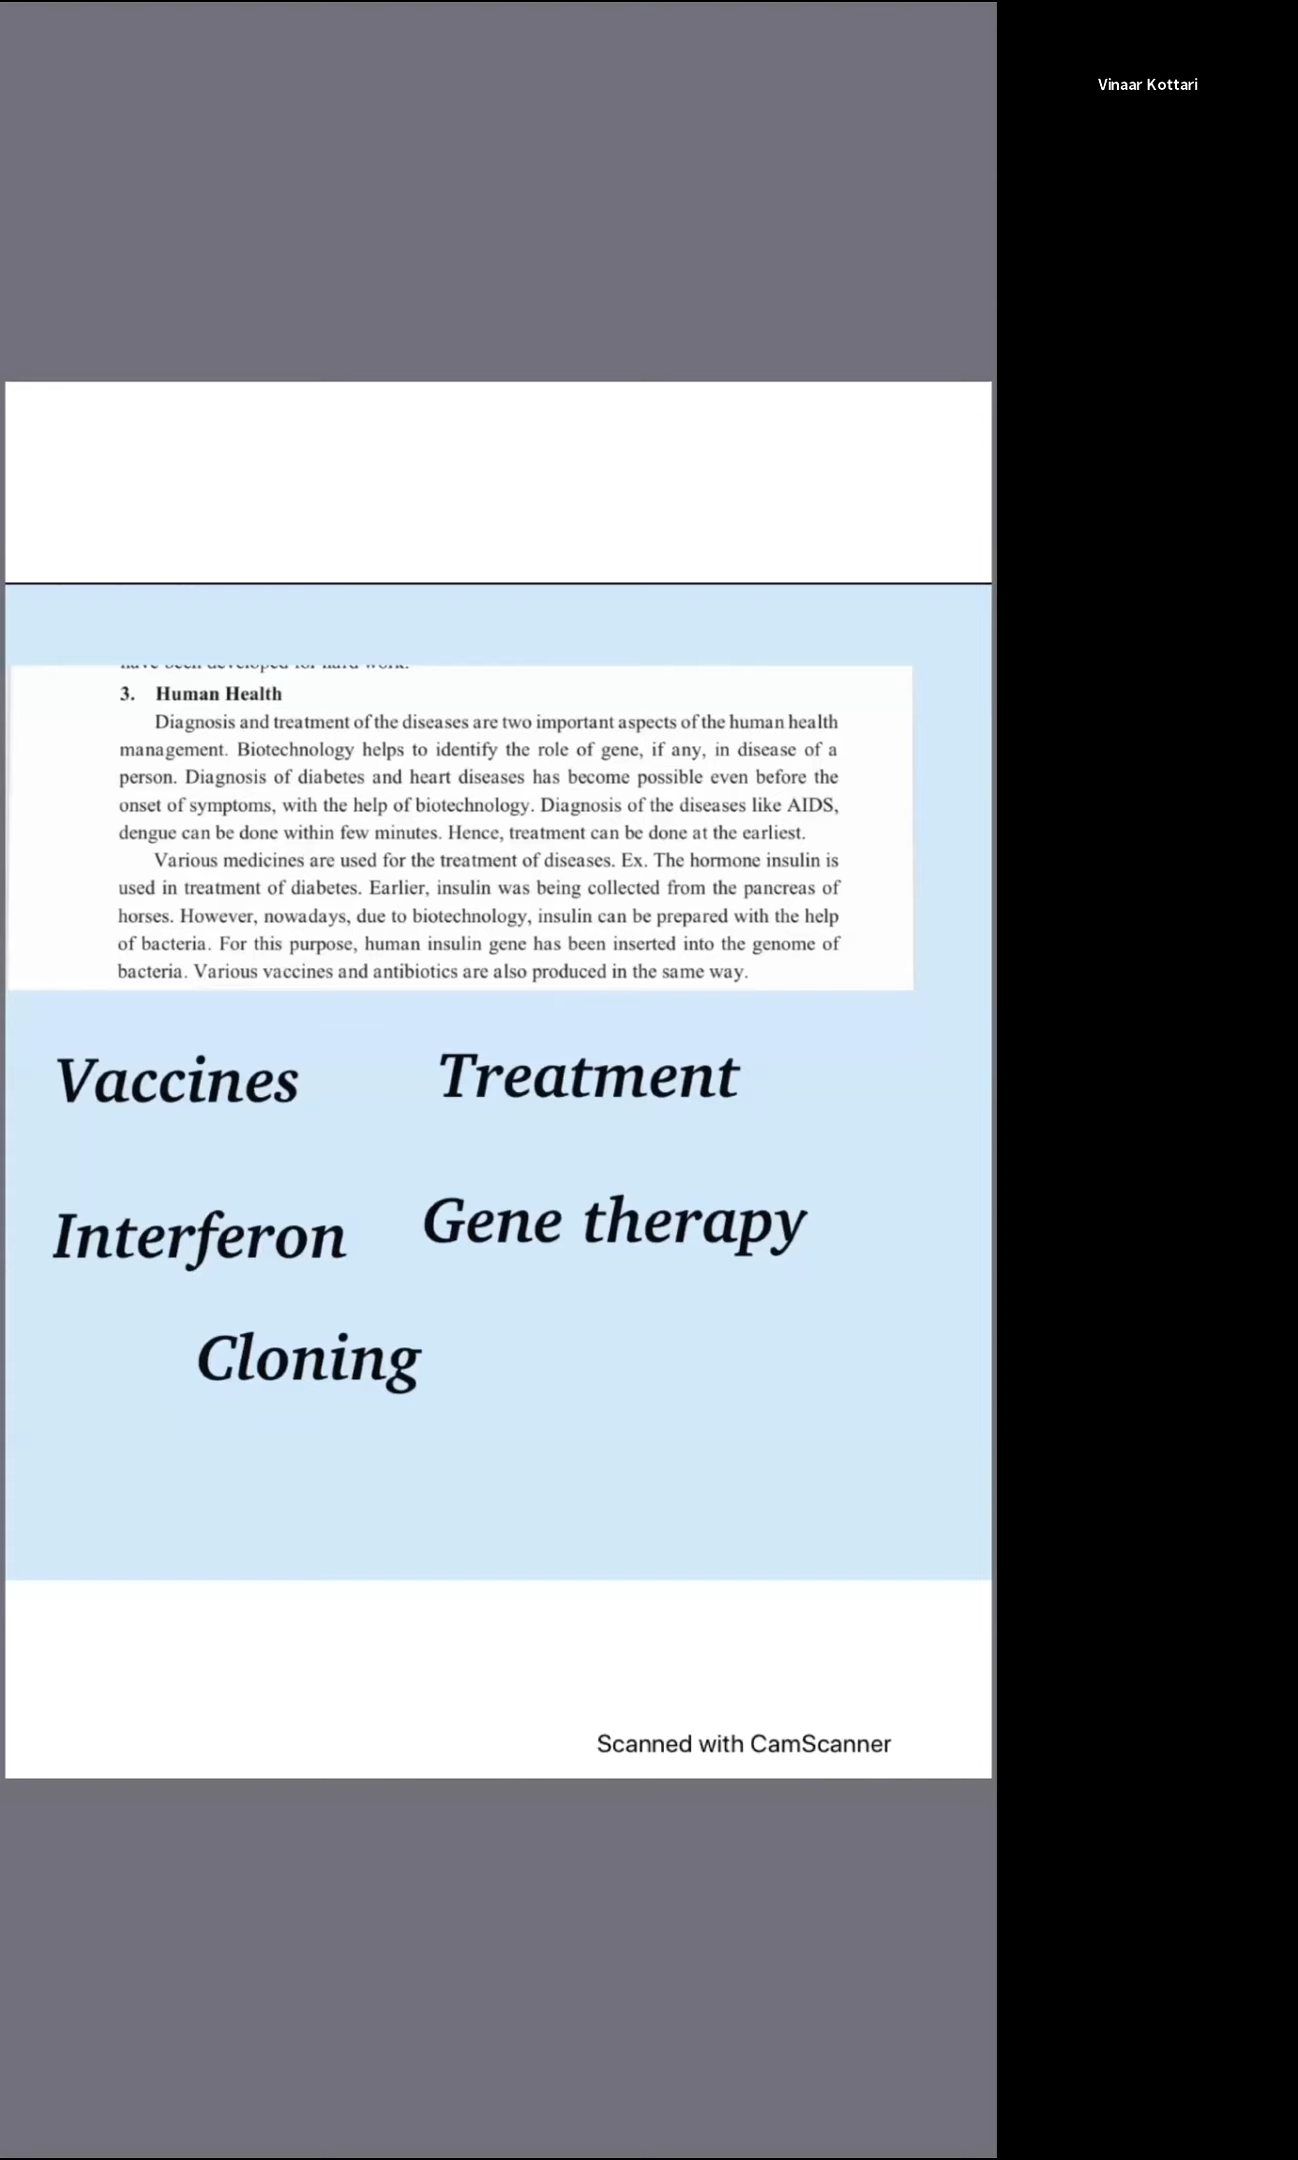 Vinaar Kottari
have been developed for hard work.
3. Human Health
Diagnosis and treatment of the diseases are two important aspects of the human health
management. Biotechnology helps to identify the role of gene, if any, in disease of a
person. Diagnosis of diabetes and heart diseases has become possible even before the
onset of symptoms, with the help of biotechnology. Diagnosis of the diseases like AIDS,
dengue can be done within few minutes. Hence, treatment can be done at the earliest.
Various medicines are used for the treatment of diseases. Ex. The hormone insulin is
used in treatment of diabetes. Earlier, insulin was being collected from the pancreas of
horses. However, nowadays, due to biotechnology, insulin can be prepared with the help
of bacteria. For this purpose, human insulin gene has been inserted into the genome of
bacteria. Various vaccines and antibiotics are also produced in the same way.
Vaccines Treatment
Interferon Gene therapy
Cloning
Scanned with CamScanner